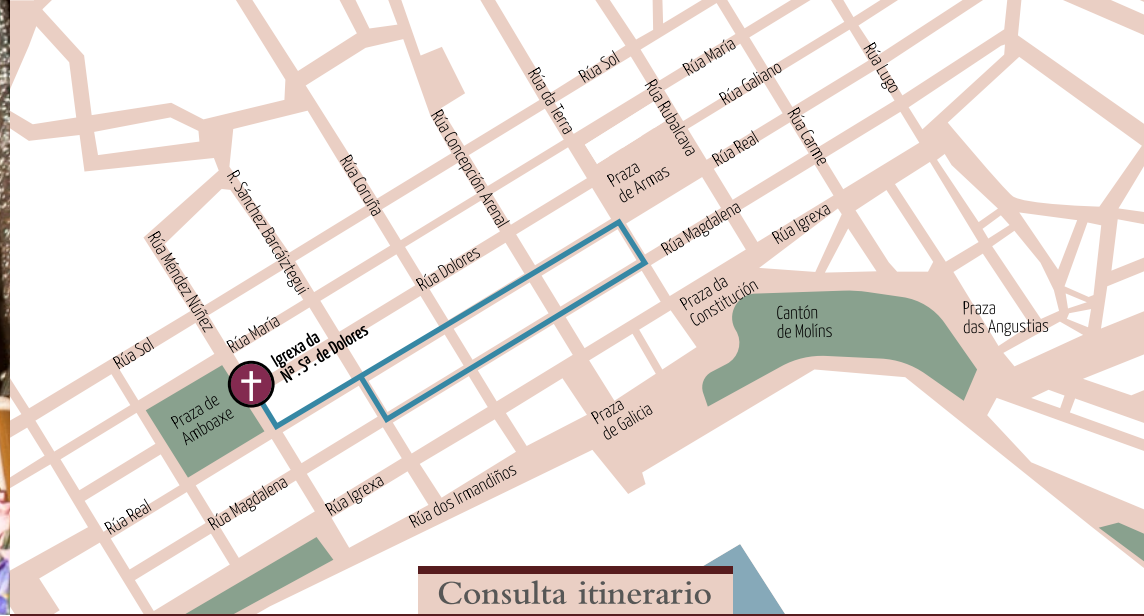 Rúa Sol
Rúa María
Rúa Lugo
Rúa da Terra
Rúa Galiano
Rúa Rubalcava
Rúa Concepción Arenal
Rúa Carme
Rúa Real
Rúa Coruña
R. Sánchez Barcáiztegui
Praza
de Armas
Rúa Magdalena
Rúa Igrexa
Rúa Méndez Núñez
Rúa Dolores
Praza da
Constitución
Cantón
de Molíns
Praza
das Angustias
Rúa María
Rúa Sol
Igrexa da
Nª. Sª. de Dolores
Praza de
Amboaxe
Praza
de Galicia
Rúa Real
Rúa Magdalena
Rúa Igrexa
Rúa dos Irmandiños
Consulta itinerario